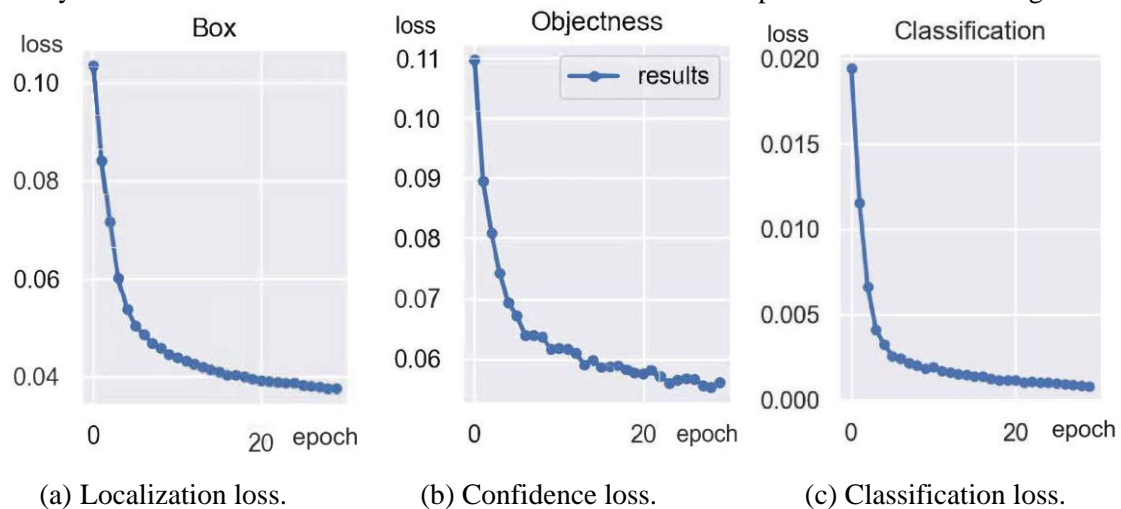 loss Box
0.10
0.08
0.06
0.04
0 20 epoch
loss Objectness
0.11
results
0.10
0.09
0.08
0.07
0.06
0 20 epoch
loss Classification
0.020
0.015
0.010
0.005
0.000
0 20 epoch
(a) Localization loss. (b) Confidence loss. (c) Classification loss.